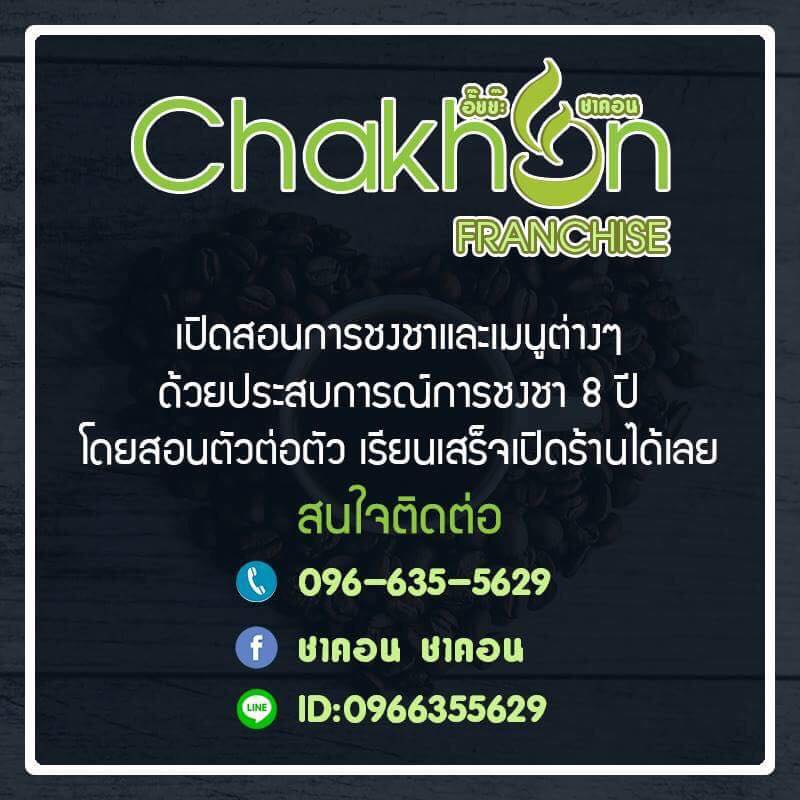 อั๊ยยะ ชาคอน
Chakhon
FRANCHISE
เปิดสอนการชงชาและเมนูต่างๆ
ด้วยประสบการณ์การชงชา 8 ปี
โดยสอนตัวต่อตัว เรียนเสร็จเปิดร้านได้เลย
สนใจติดต่อ
096-635-5629
f ชาคอน ชาคอน
LINE ID:0966355629